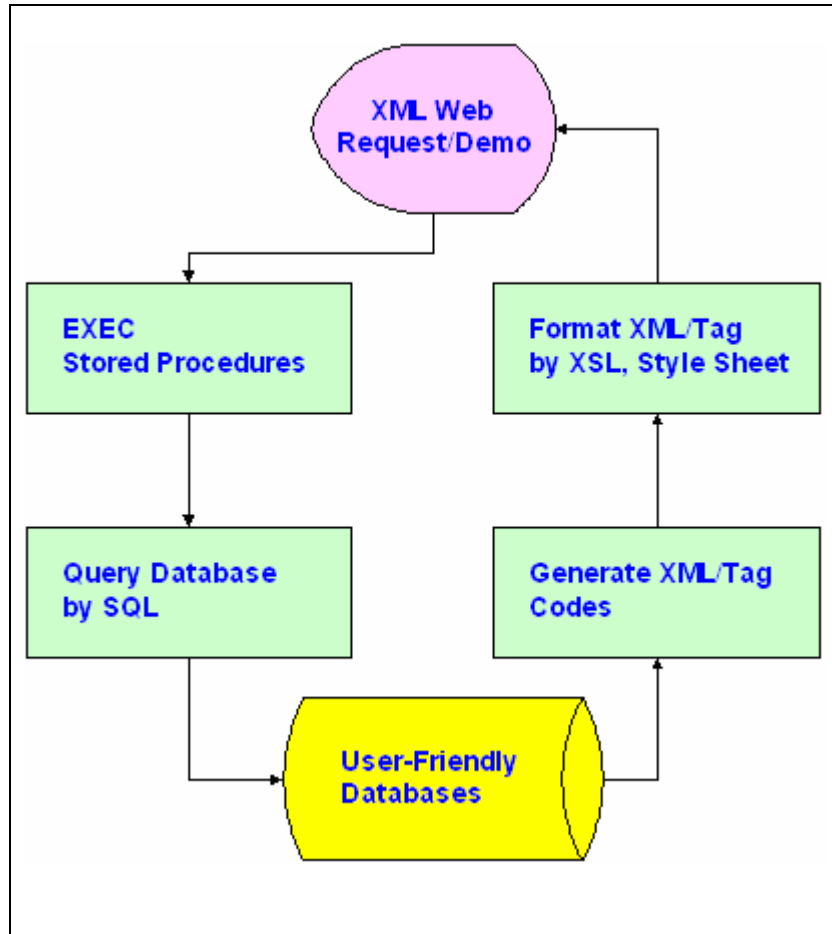 XML Web
Request/Demo
EXEC
Stored Procedures
Format XML/Tag
by XSL, Style Sheet
Query Database
by SQL
Generate XML/Tag
Codes
User-Friendly
Databases